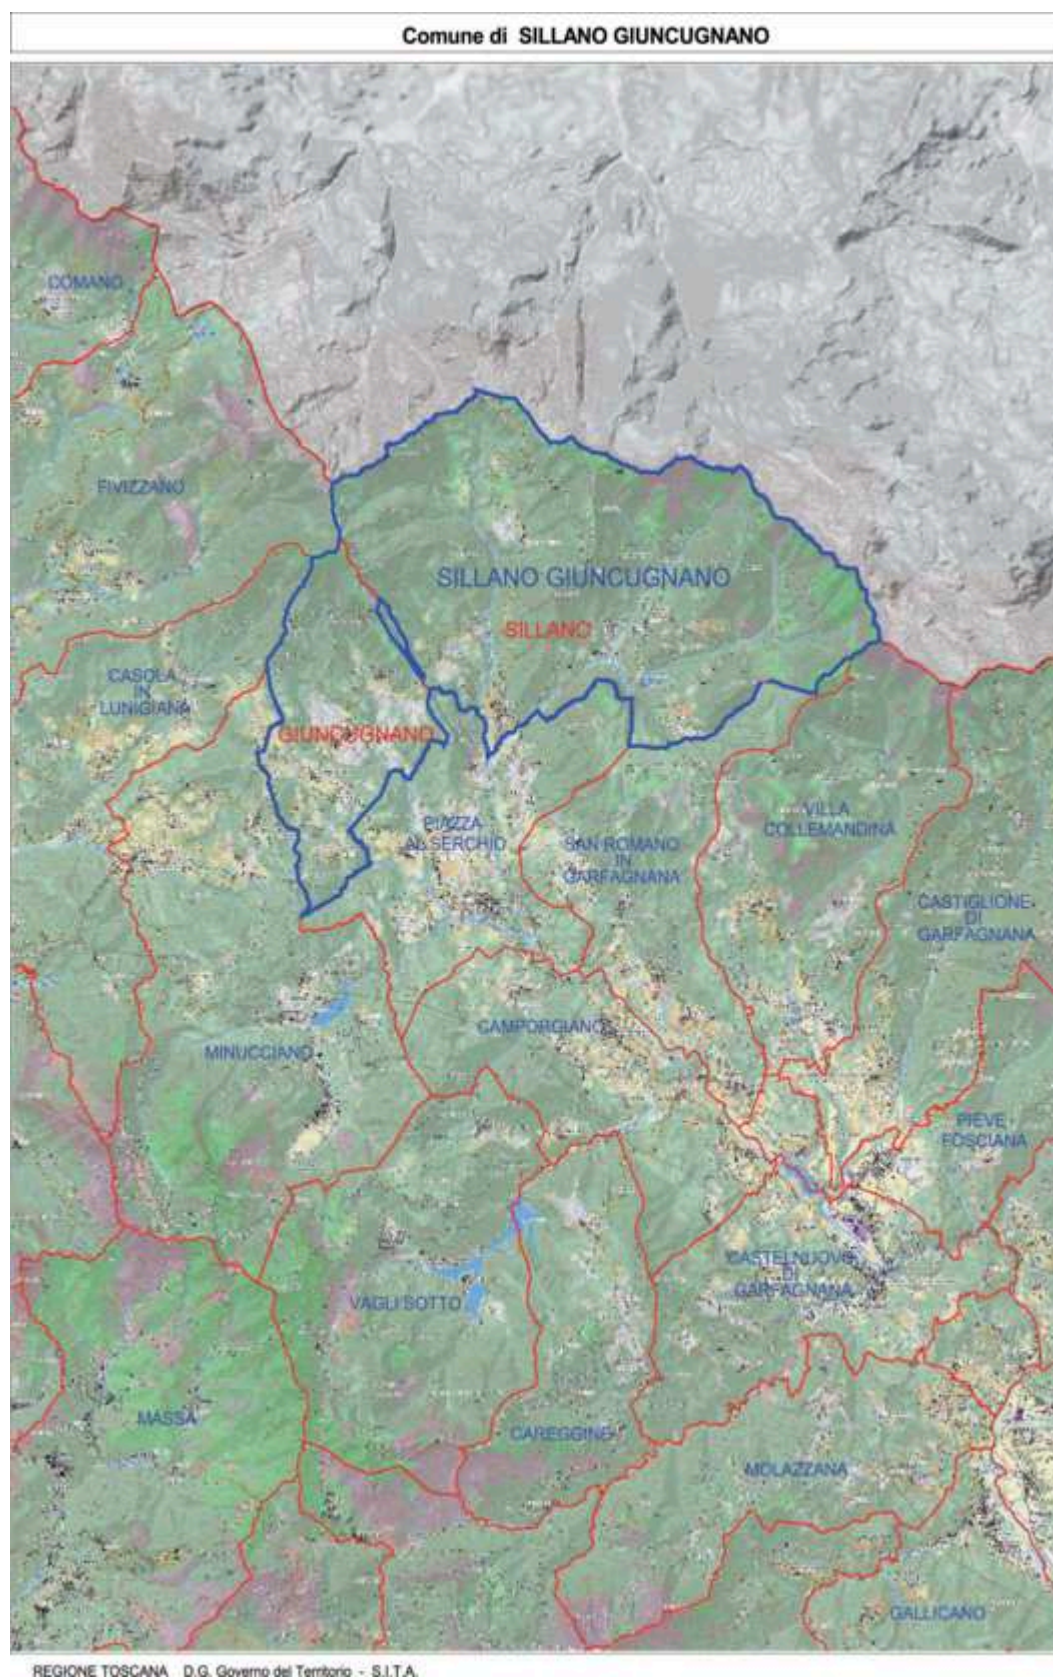 Comune di SILLANO GIUNCUGNANO
COMANO
FIVIZZANO
SILLANO GIUNCUGNANO
SILLANO
CASOLA
IN
LUNIGIANA
GIUNCUGNANO
PIAZZA
AL SERCHIO
SAN ROMANO
IN
GARFAGNANA
VILLA
COLLEMANDINA
CASTIGLIONE
DI
GARFAGNANA
CAMPORGIANO
MINUCCIANO
PIEVE
FOSCIANA
CASTELNUOVO
DI
GARFAGNANA
VAGLI SOTTO
MASSA
CAREGGINE
MOLAZZANA
GALLICANO
REGIONE TOSCANA D.G. Governo del Territorio - S.I.T.A.